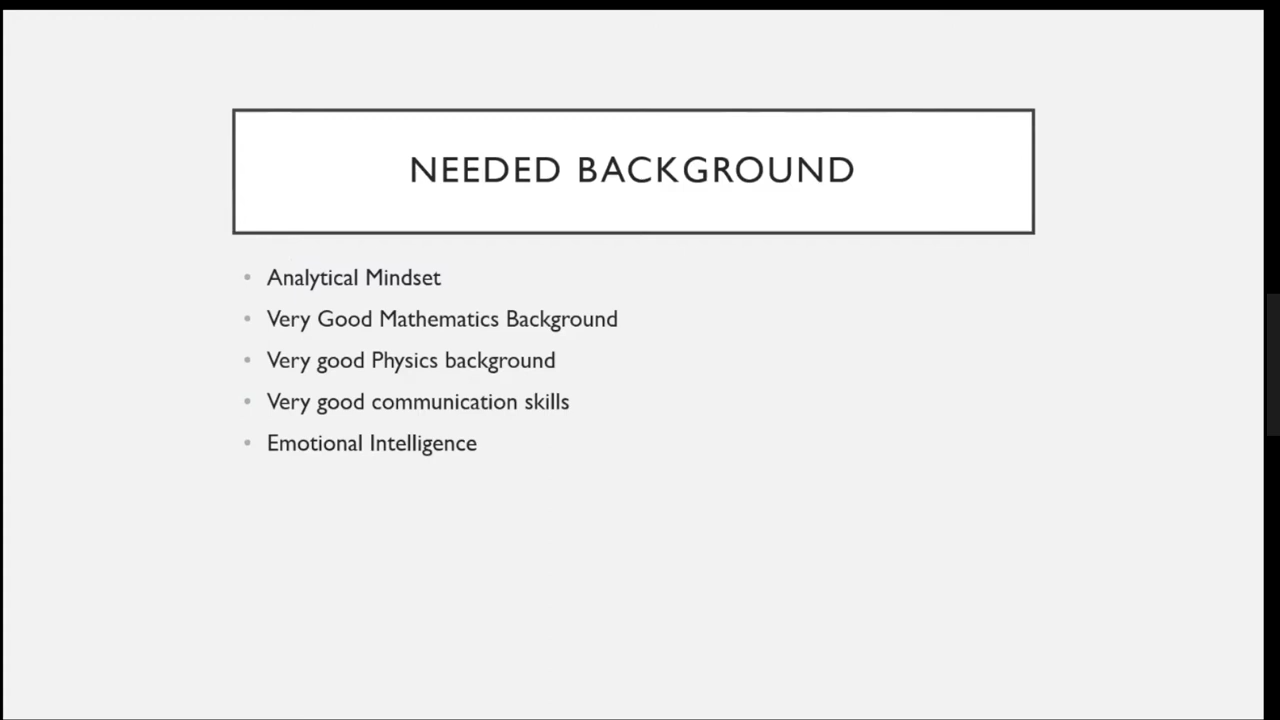 NEEDED BACKGROUND
• Analytical Mindset
• Very Good Mathematics Background
• Very good Physics background
• Very good communication skills
• Emotional Intelligence